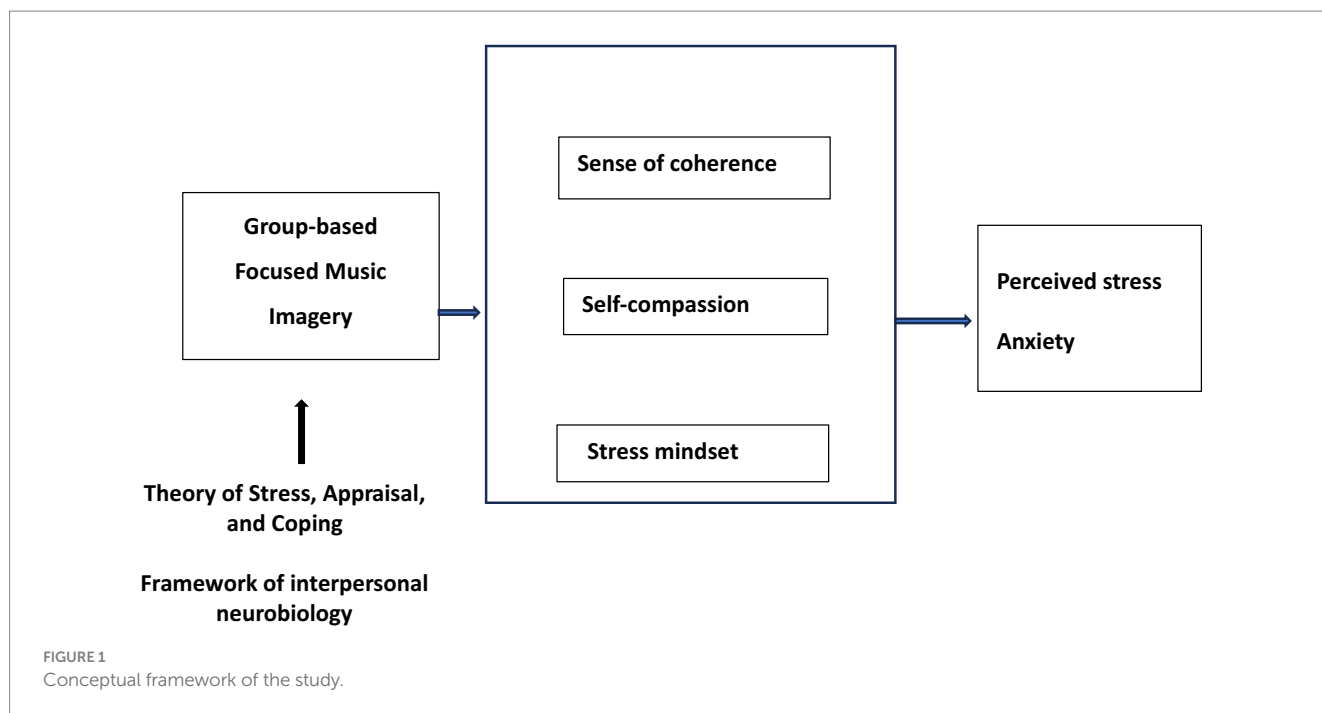 Group-based
Focused Music
Imagery
Theory of Stress, Appraisal,
and Coping
Framework of interpersonal
neurobiology
Sense of coherence
Self-compassion
Stress mindset
Perceived stress
Anxiety
FIGURE 1
Conceptual framework of the study.